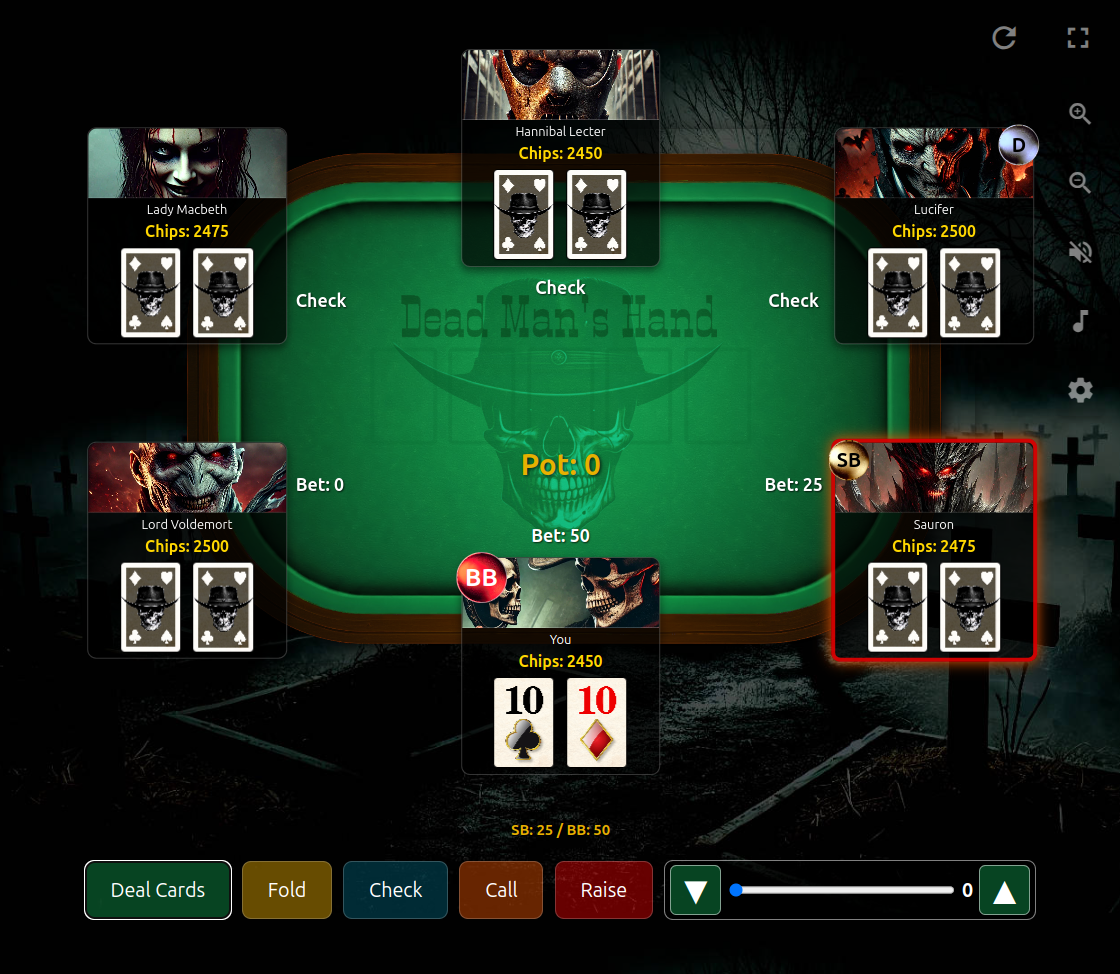 Hannibal Lecter
Chips: 2450
Check
Lady Macbeth
Chips: 2475
Check
D
Lucifer
Chips: 2500
Check
Dead Man's Hand
Lord Voldemort
Chips: 2500
Bet: 0
Pot: 0
SB
Bet: 25
Sauron
Chips: 2475
Bet: 50
BB
You
Chips: 2450
10 10
SB: 25 / BB: 50
Deal Cards Fold Check Call Raise ▼ 0 ▲